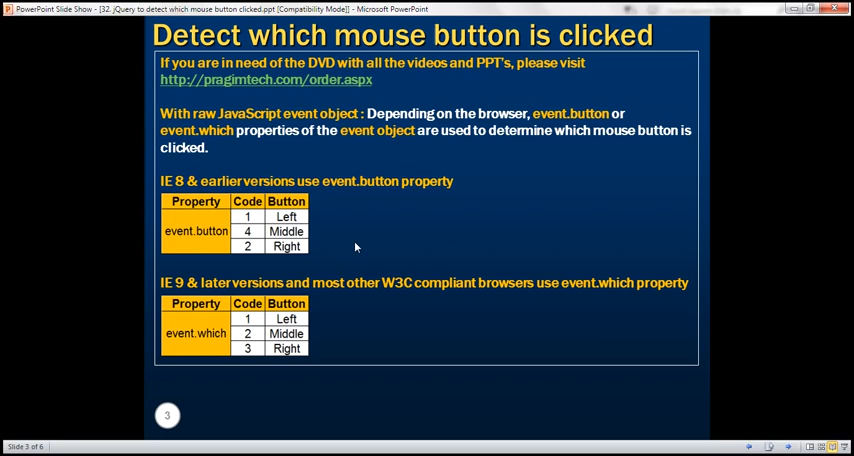 PowerPoint Slide Show - [32. jQuery to detect which mouse button clicked.ppt [Compatibility Mode]] - Microsoft PowerPoint
Detect which mouse button is clicked
If you are in need of the DVD with all the videos and PPT's, please visit
http://pragimtech.com/order.aspx
With raw JavaScript event object : Depending on the browser, event.button or
event.which properties of the event object are used to determine which mouse button is
clicked.
IE 8 & earlier versions use event.button property
Property Code Button
1 Left
event.button 4 Middle
2 Right
IE 9 & later versions and most other W3C compliant browsers use event.which property
Property Code Button
1 Left
event.which 2 Middle
3 Right
3
Slide 3 of 6